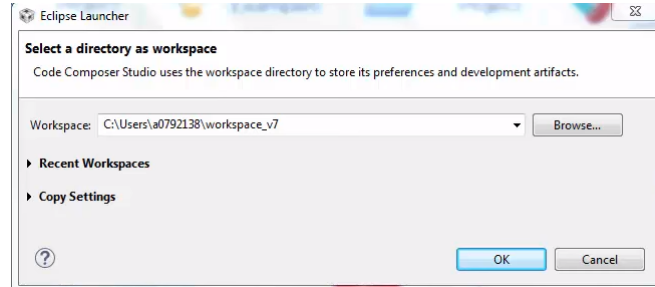 Eclipse Launcher
Select a directory as workspace
Code Composer Studio uses the workspace directory to store its preferences and development artifacts.
Workspace: C:\Users\a0792138\workspace_v7 Browse...
Recent Workspaces
Copy Settings
? OK Cancel